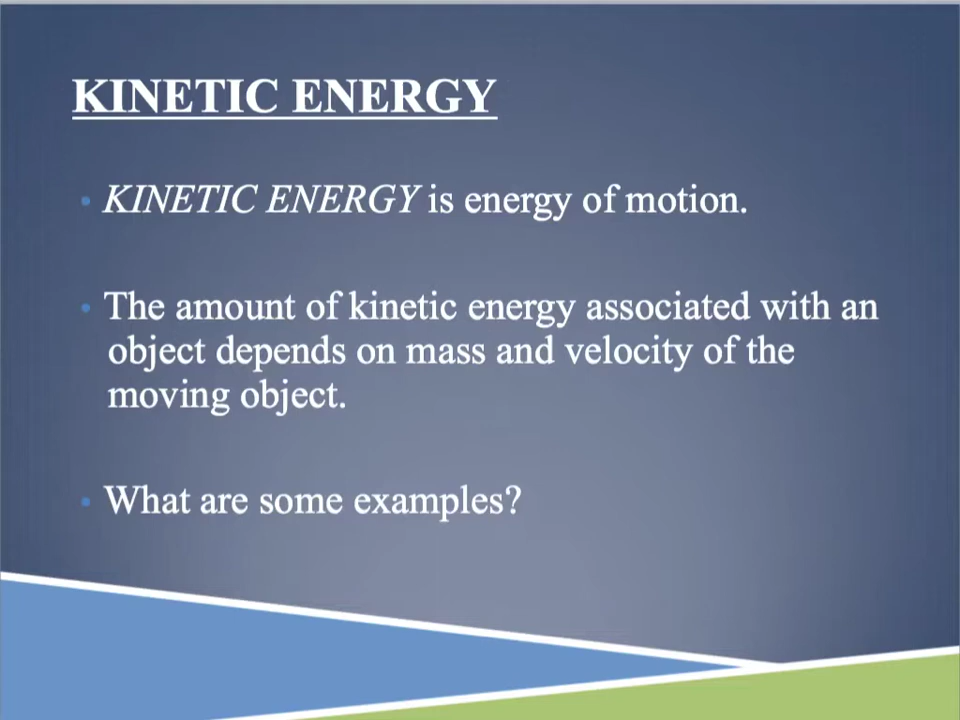 KINETIC ENERGY
• KINETIC ENERGY is energy of motion.
• The amount of kinetic energy associated with an
object depends on mass and velocity of the
moving object.
• What are some examples?